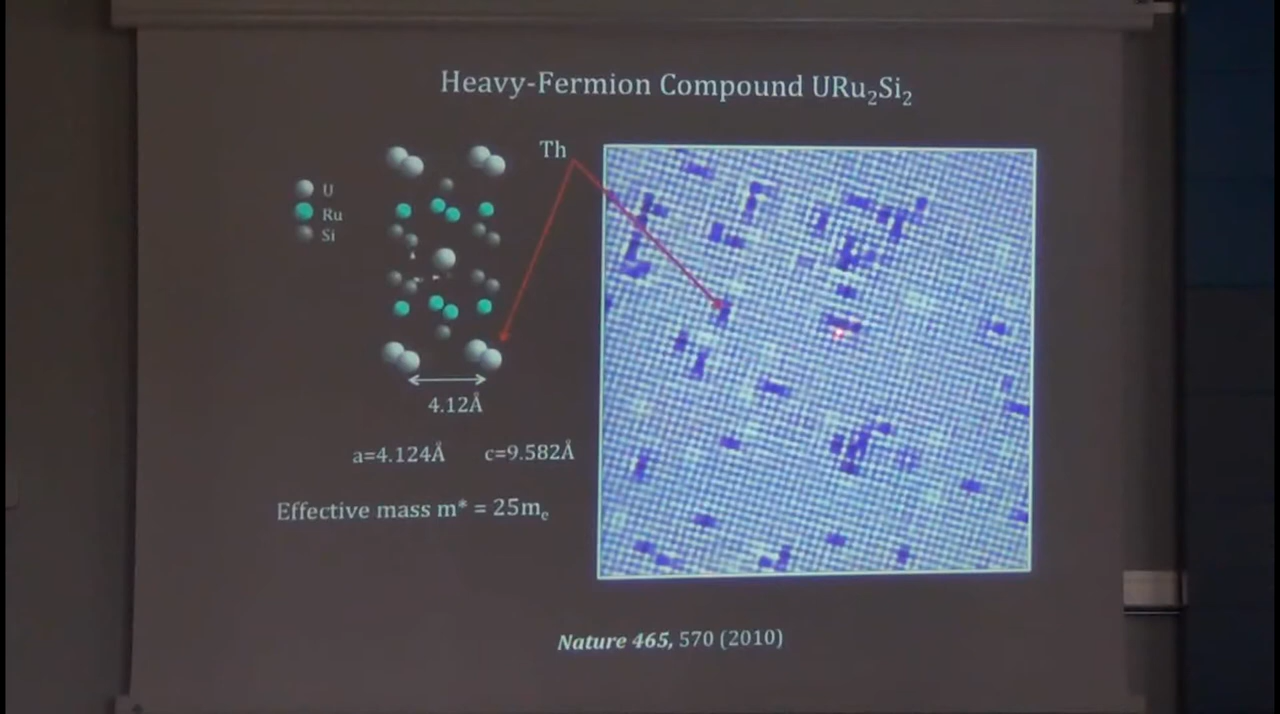 Heavy-Fermion Compound URu₂Si₂
Th
U
Ru
Si
4.12Å
a=4.124Å c=9.582Å
Effective mass m* = 25mₑ
Nature 465, 570 (2010)